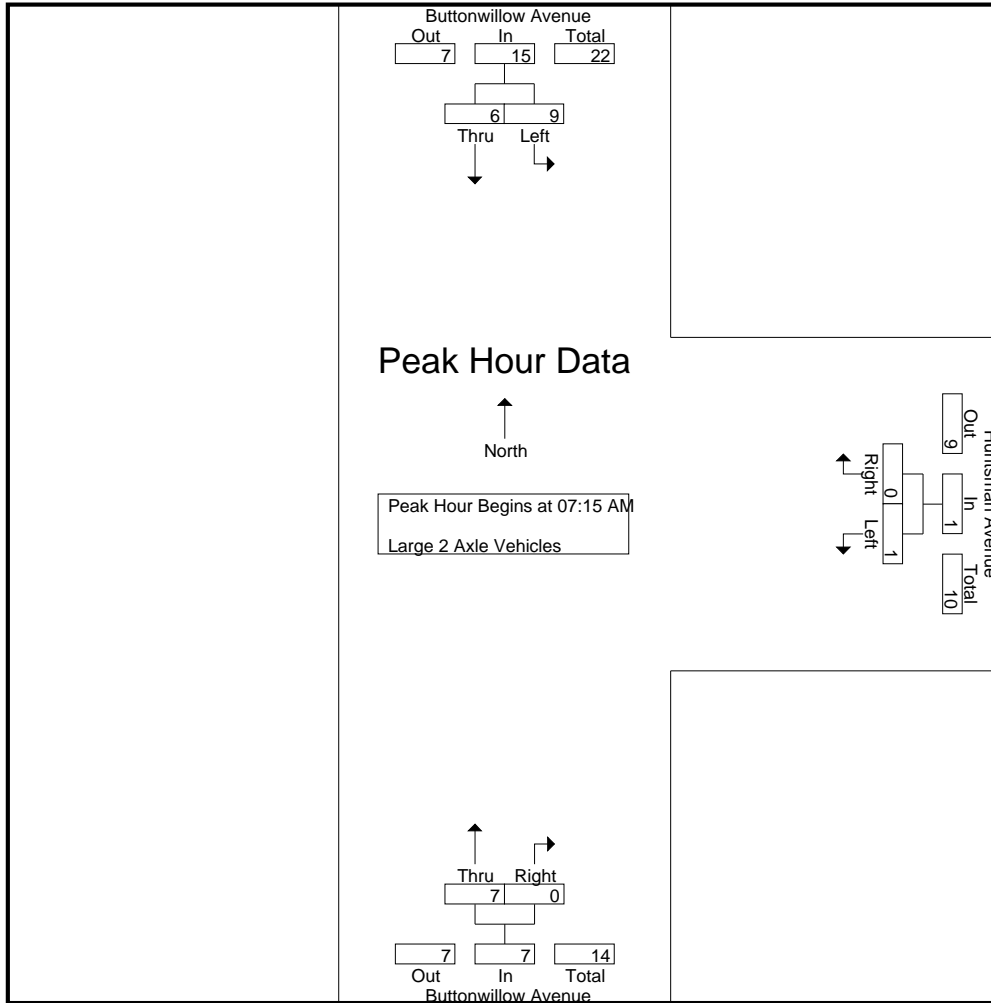 Buttonwillow Avenue
Out In Total
7 15 22
6 9
Thru Left
Peak Hour Data
North
Peak Hour Begins at 07:15 AM
Large 2 Axle Vehicles
Huntsman Avenue
Out In Total
9 1 10
0 1
Right Left
Thru Right
7 0
7 7 14
Out In Total
Buttonwillow Avenue